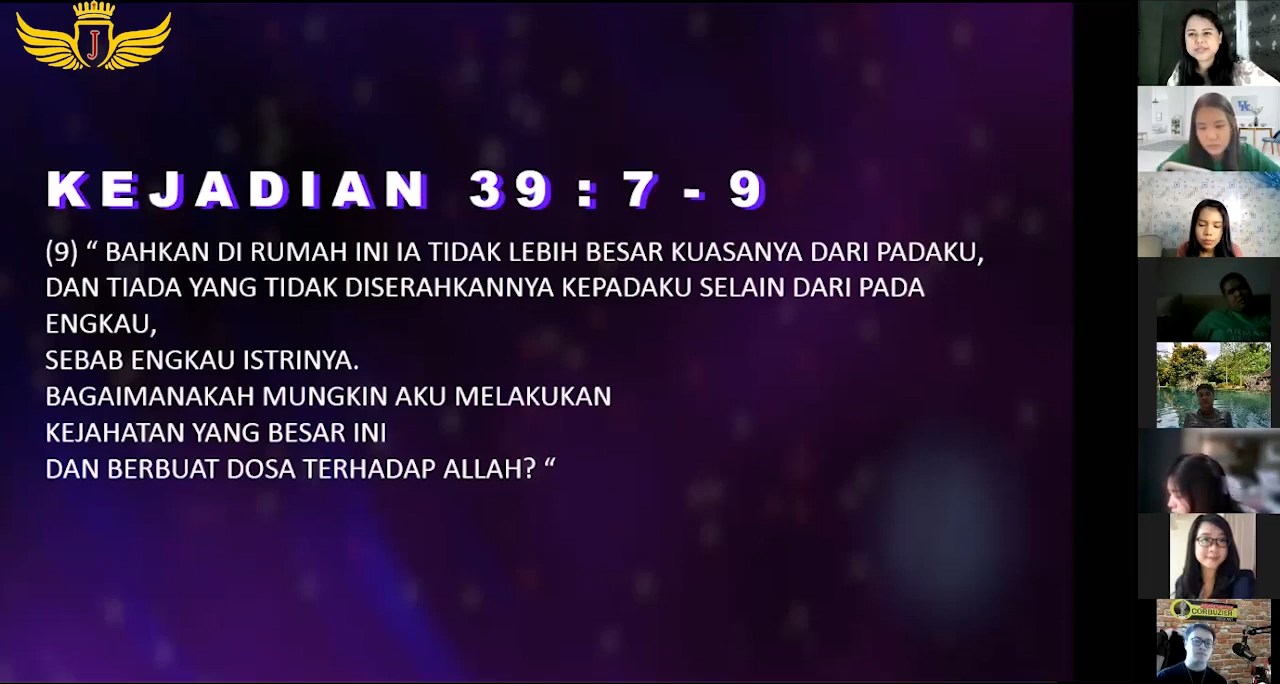 J
KEJADIAN 39 : 7 - 9
(9) “ BAHKAN DI RUMAH INI IA TIDAK LEBIH BESAR KUASANYA DARI PADAKU,
DAN TIADA YANG TIDAK DISERAHKANNYA KEPADAKU SELAIN DARI PADA
ENGKAU,
SEBAB ENGKAU ISTRINYA.
BAGAIMANAKAH MUNGKIN AKU MELAKUKAN
KEJAHATAN YANG BESAR INI
DAN BERBUAT DOSA TERHADAP ALLAH? “
UK
CORBUZIER